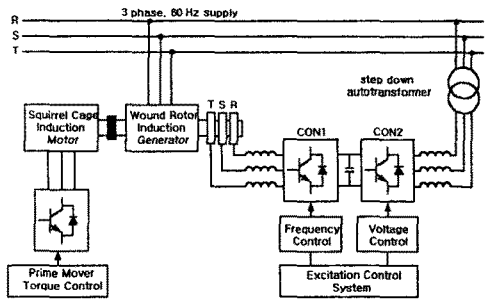 3 phase, 60 Hz supply
R
S
T
step down
autotransformer
Squirrel Cage
Induction
Motor
Wound Rotor
Induction
Generator
T S R
CON1
CON2
Frequency
Control
Voltage
Control
Prime Mover
Torque Control
Excitation Control
System